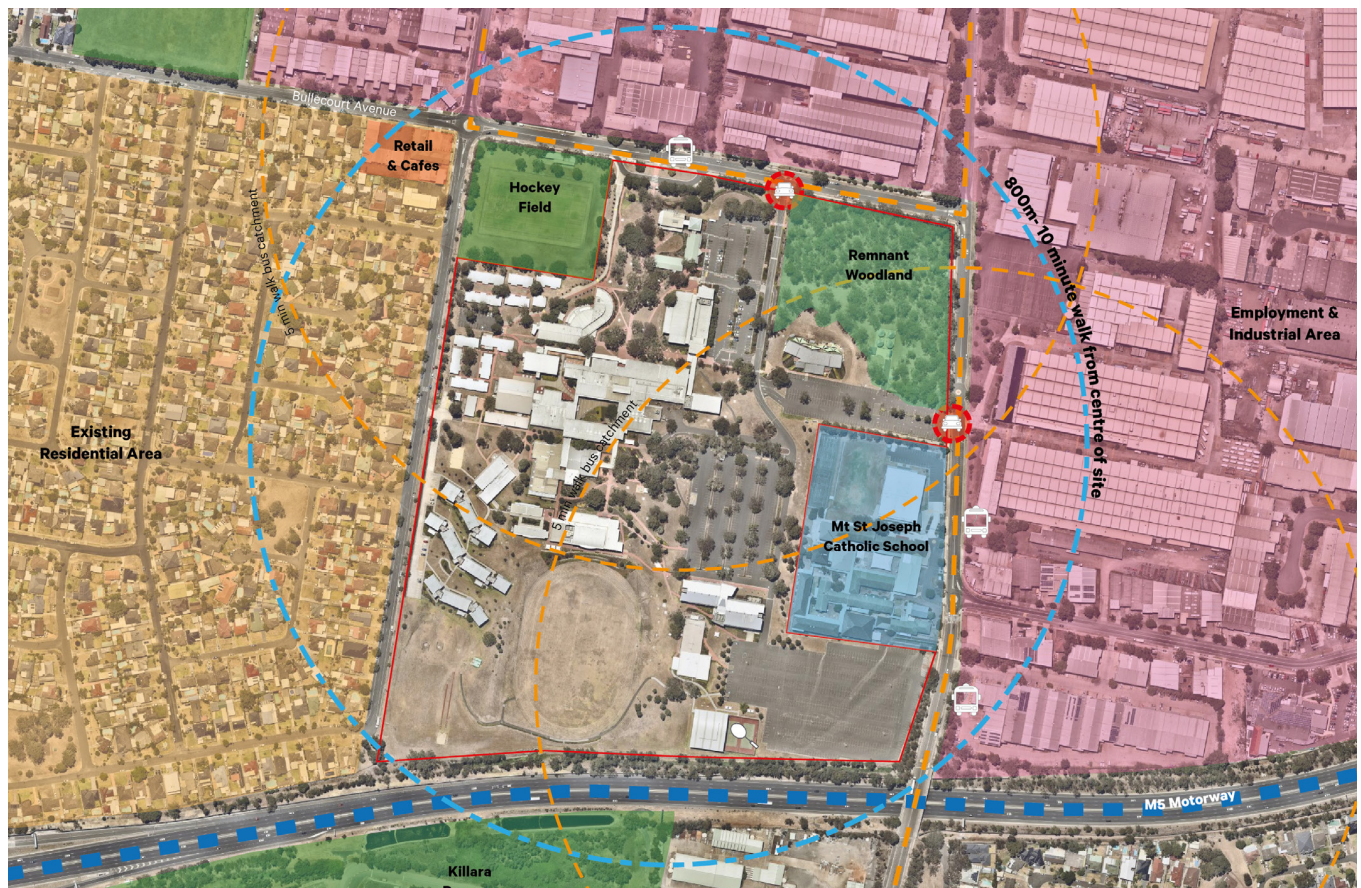 Bullecourt Avenue
Retail
& Cafes
Hockey
Field
5 min walk bus catchment
Remnant
Woodland
800m- 10 minute walk from centre of site
Employment &
Industrial Area
Existing
Residential Area
5 min walk bus catchment
Mt St Joseph
Catholic School
M5 Motorway
Killara